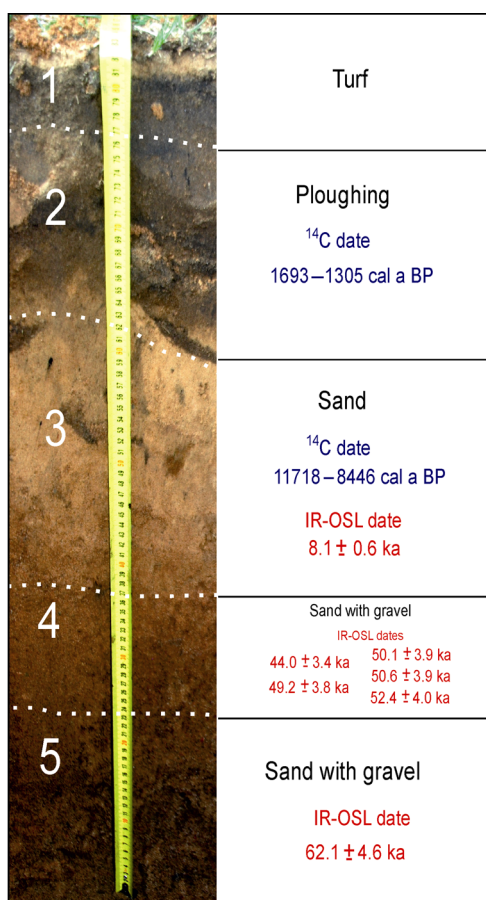 1
Turf
2
Ploughing
14C date
1693–1305 cal a BP
3
Sand
14C date
11718–8446 cal a BP
IR-OSL date
8.1 ± 0.6 ka
4
Sand with gravel
IR-OSL dates
44.0 ± 3.4 ka
49.2 ± 3.8 ka
50.1 ± 3.9 ka
50.6 ± 3.9 ka
52.4 ± 4.0 ka
5
Sand with gravel
IR-OSL date
62.1 ± 4.6 ka